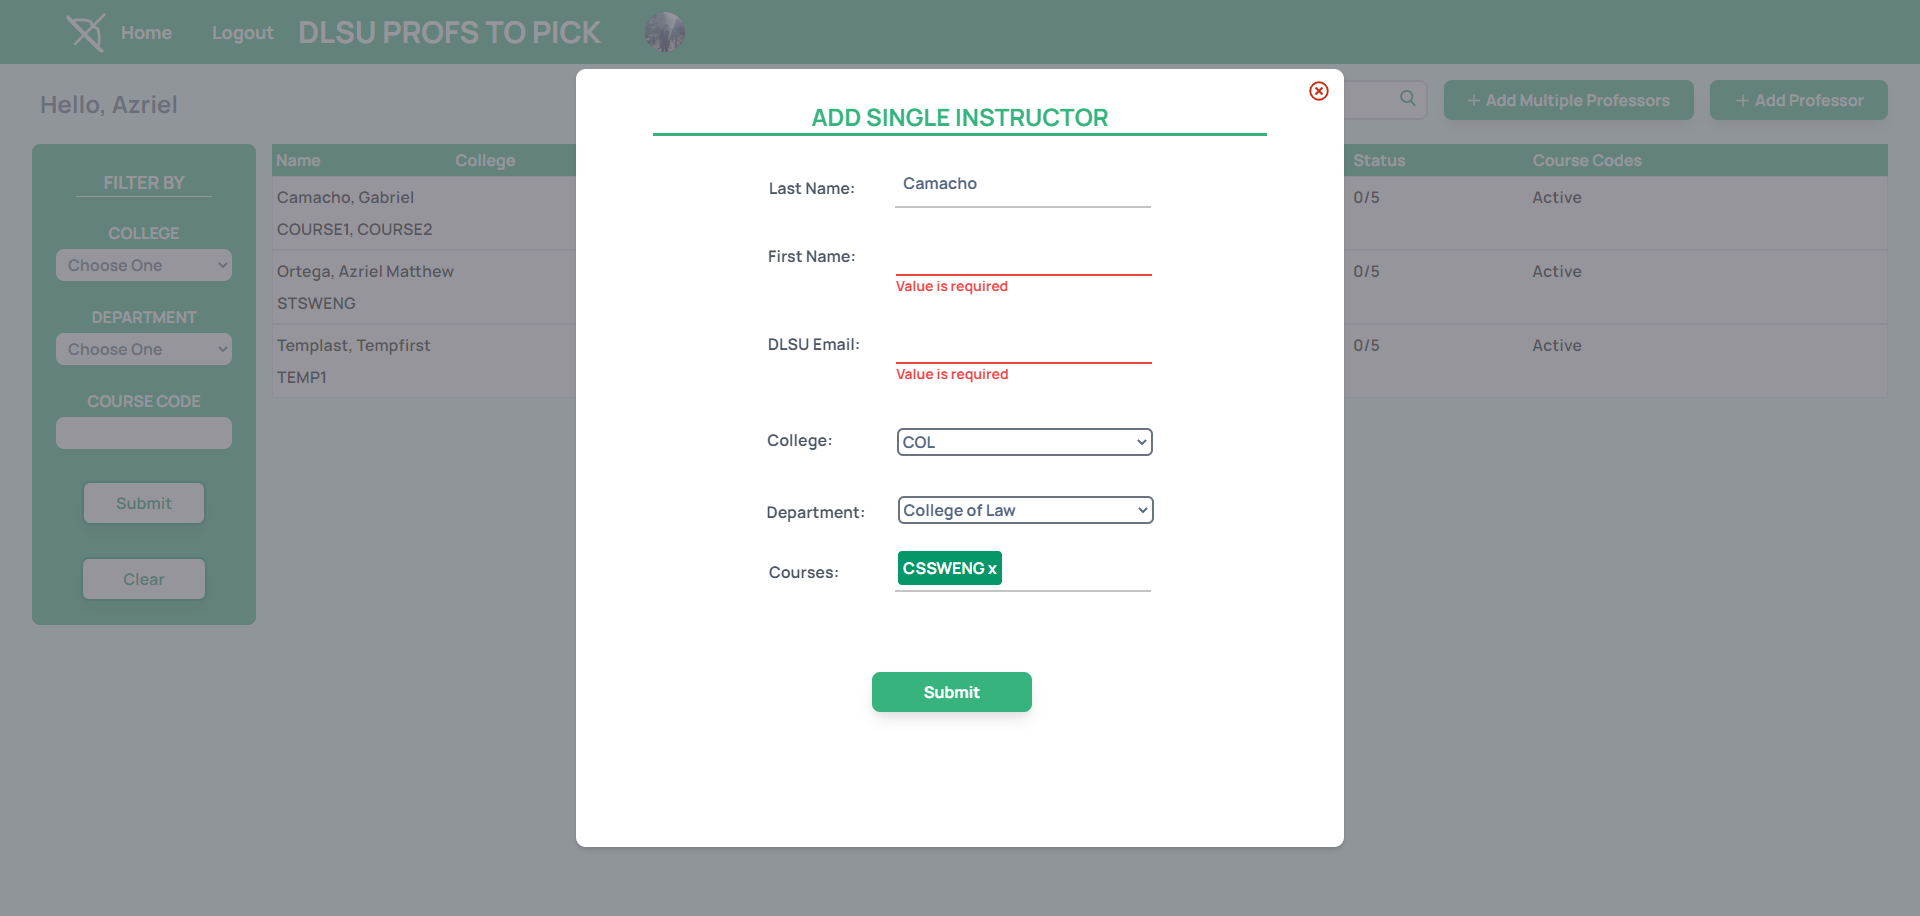 Home Logout DLSU PROFS TO PICK
Hello, Azriel
+ Add Multiple Professors
+ Add Professor
FILTER BY
COLLEGE
Choose One
DEPARTMENT
Choose One
COURSE CODE
Submit
Clear
Name College Status Course Codes
Camacho, Gabriel 0/5 Active
COURSE1, COURSE2
Ortega, Azriel Matthew 0/5 Active
STSWENG
Templast, Tempfirst 0/5 Active
TEMP1
ADD SINGLE INSTRUCTOR
Last Name: Camacho
First Name:
Value is required
DLSU Email:
Value is required
College: COL
Department: College of Law
Courses: CSSWENG x
Submit